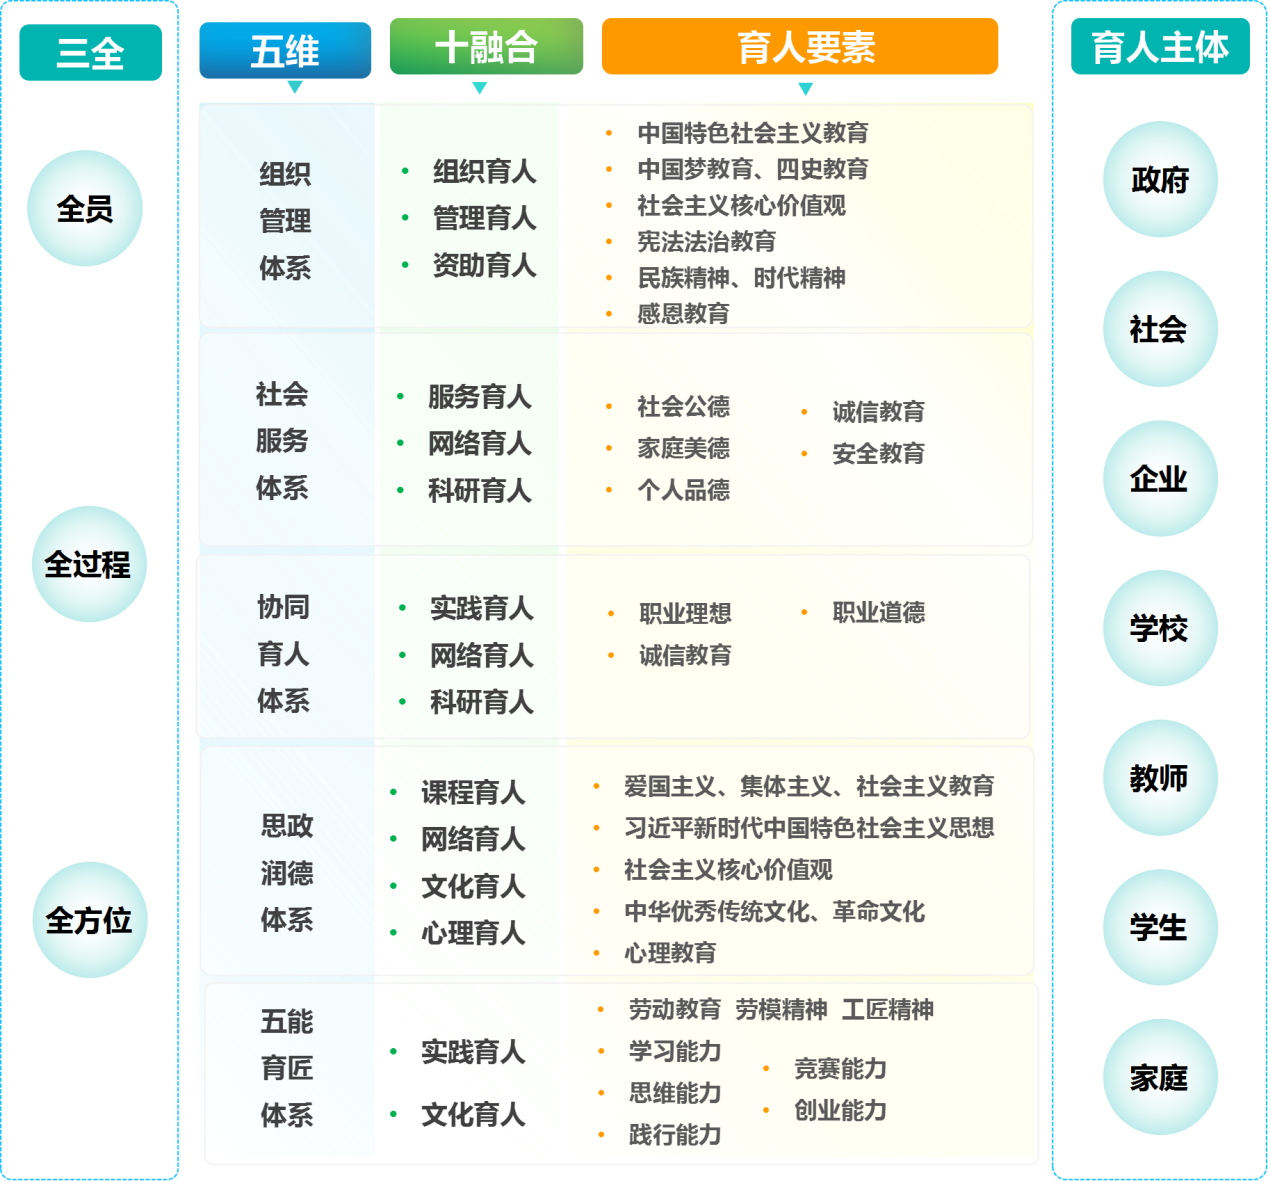 三全
五维
十融合
育人要素
育人主体
全员
全过程
全方位
组织
管理
体系
• 组织育人
• 管理育人
• 资助育人
• 中国特色社会主义教育
• 中国梦教育、四史教育
• 社会主义核心价值观
• 宪法法治教育
• 民族精神、时代精神
• 感恩教育
社会
服务
体系
• 服务育人
• 网络育人
• 科研育人
• 社会公德
• 家庭美德
• 个人品德
• 诚信教育
• 安全教育
协同
育人
体系
• 实践育人
• 网络育人
• 科研育人
• 职业理想
• 诚信教育
• 职业道德
思政
润德
体系
• 课程育人
• 网络育人
• 文化育人
• 心理育人
• 爱国主义、集体主义、社会主义教育
• 习近平新时代中国特色社会主义思想
• 社会主义核心价值观
• 中华优秀传统文化、革命文化
• 心理教育
五能
育匠
体系
• 实践育人
• 文化育人
• 劳动教育 劳模精神 工匠精神
• 学习能力
• 思维能力
• 践行能力
• 竞赛能力
• 创业能力
政府
社会
企业
学校
教师
学生
家庭